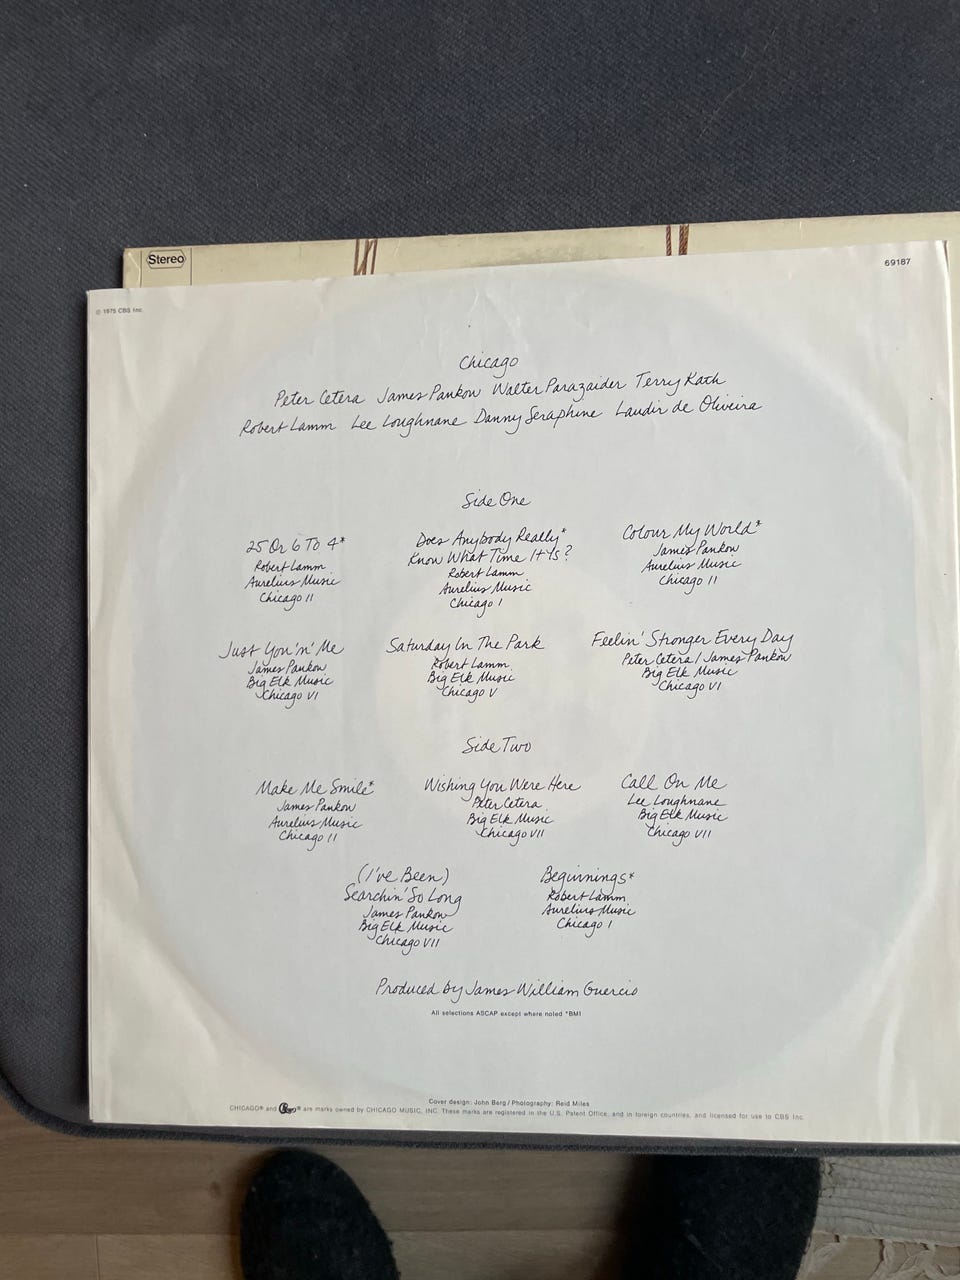 Stereo
69187
℗ 1975 CBS Inc.
Chicago
Peter Cetera James Pankow Walter Parazaider Terry Kath
Robert Lamm Lee Loughnane Danny Seraphine Laudir de Oliveira
Side One
25 Or 6 To 4*
Robert Lamm
Aurelius Music
Chicago II
Does Anybody Really*
Know What Time It Is?
Robert Lamm
Aurelius Music
Chicago I
Colour My World*
James Pankow
Aurelius Music
Chicago II
Just You 'n' Me
James Pankow
Big Elk Music
Chicago VI
Saturday In The Park
Robert Lamm
Big Elk Music
Chicago V
Feelin' Stronger Every Day
Peter Cetera / James Pankow
Big Elk Music
Chicago VI
Side Two
Make Me Smile*
James Pankow
Aurelius Music
Chicago II
Wishing You Were Here
Peter Cetera
Big Elk Music
Chicago VII
Call On Me
Lee Loughnane
Big Elk Music
Chicago VII
(I've Been)
Searchin' So Long
James Pankow
Big Elk Music
Chicago VII
Beginnings*
Robert Lamm
Aurelius Music
Chicago I
Produced by James William Guercio
All selections ASCAP except where noted *BMI
Cover design: John Berg / Photography: Reid Miles
CHICAGO® and Chicago® are marks owned by CHICAGO MUSIC, INC. These marks are registered in the U.S. Patent Office, and in foreign countries, and licensed for use to CBS Inc.